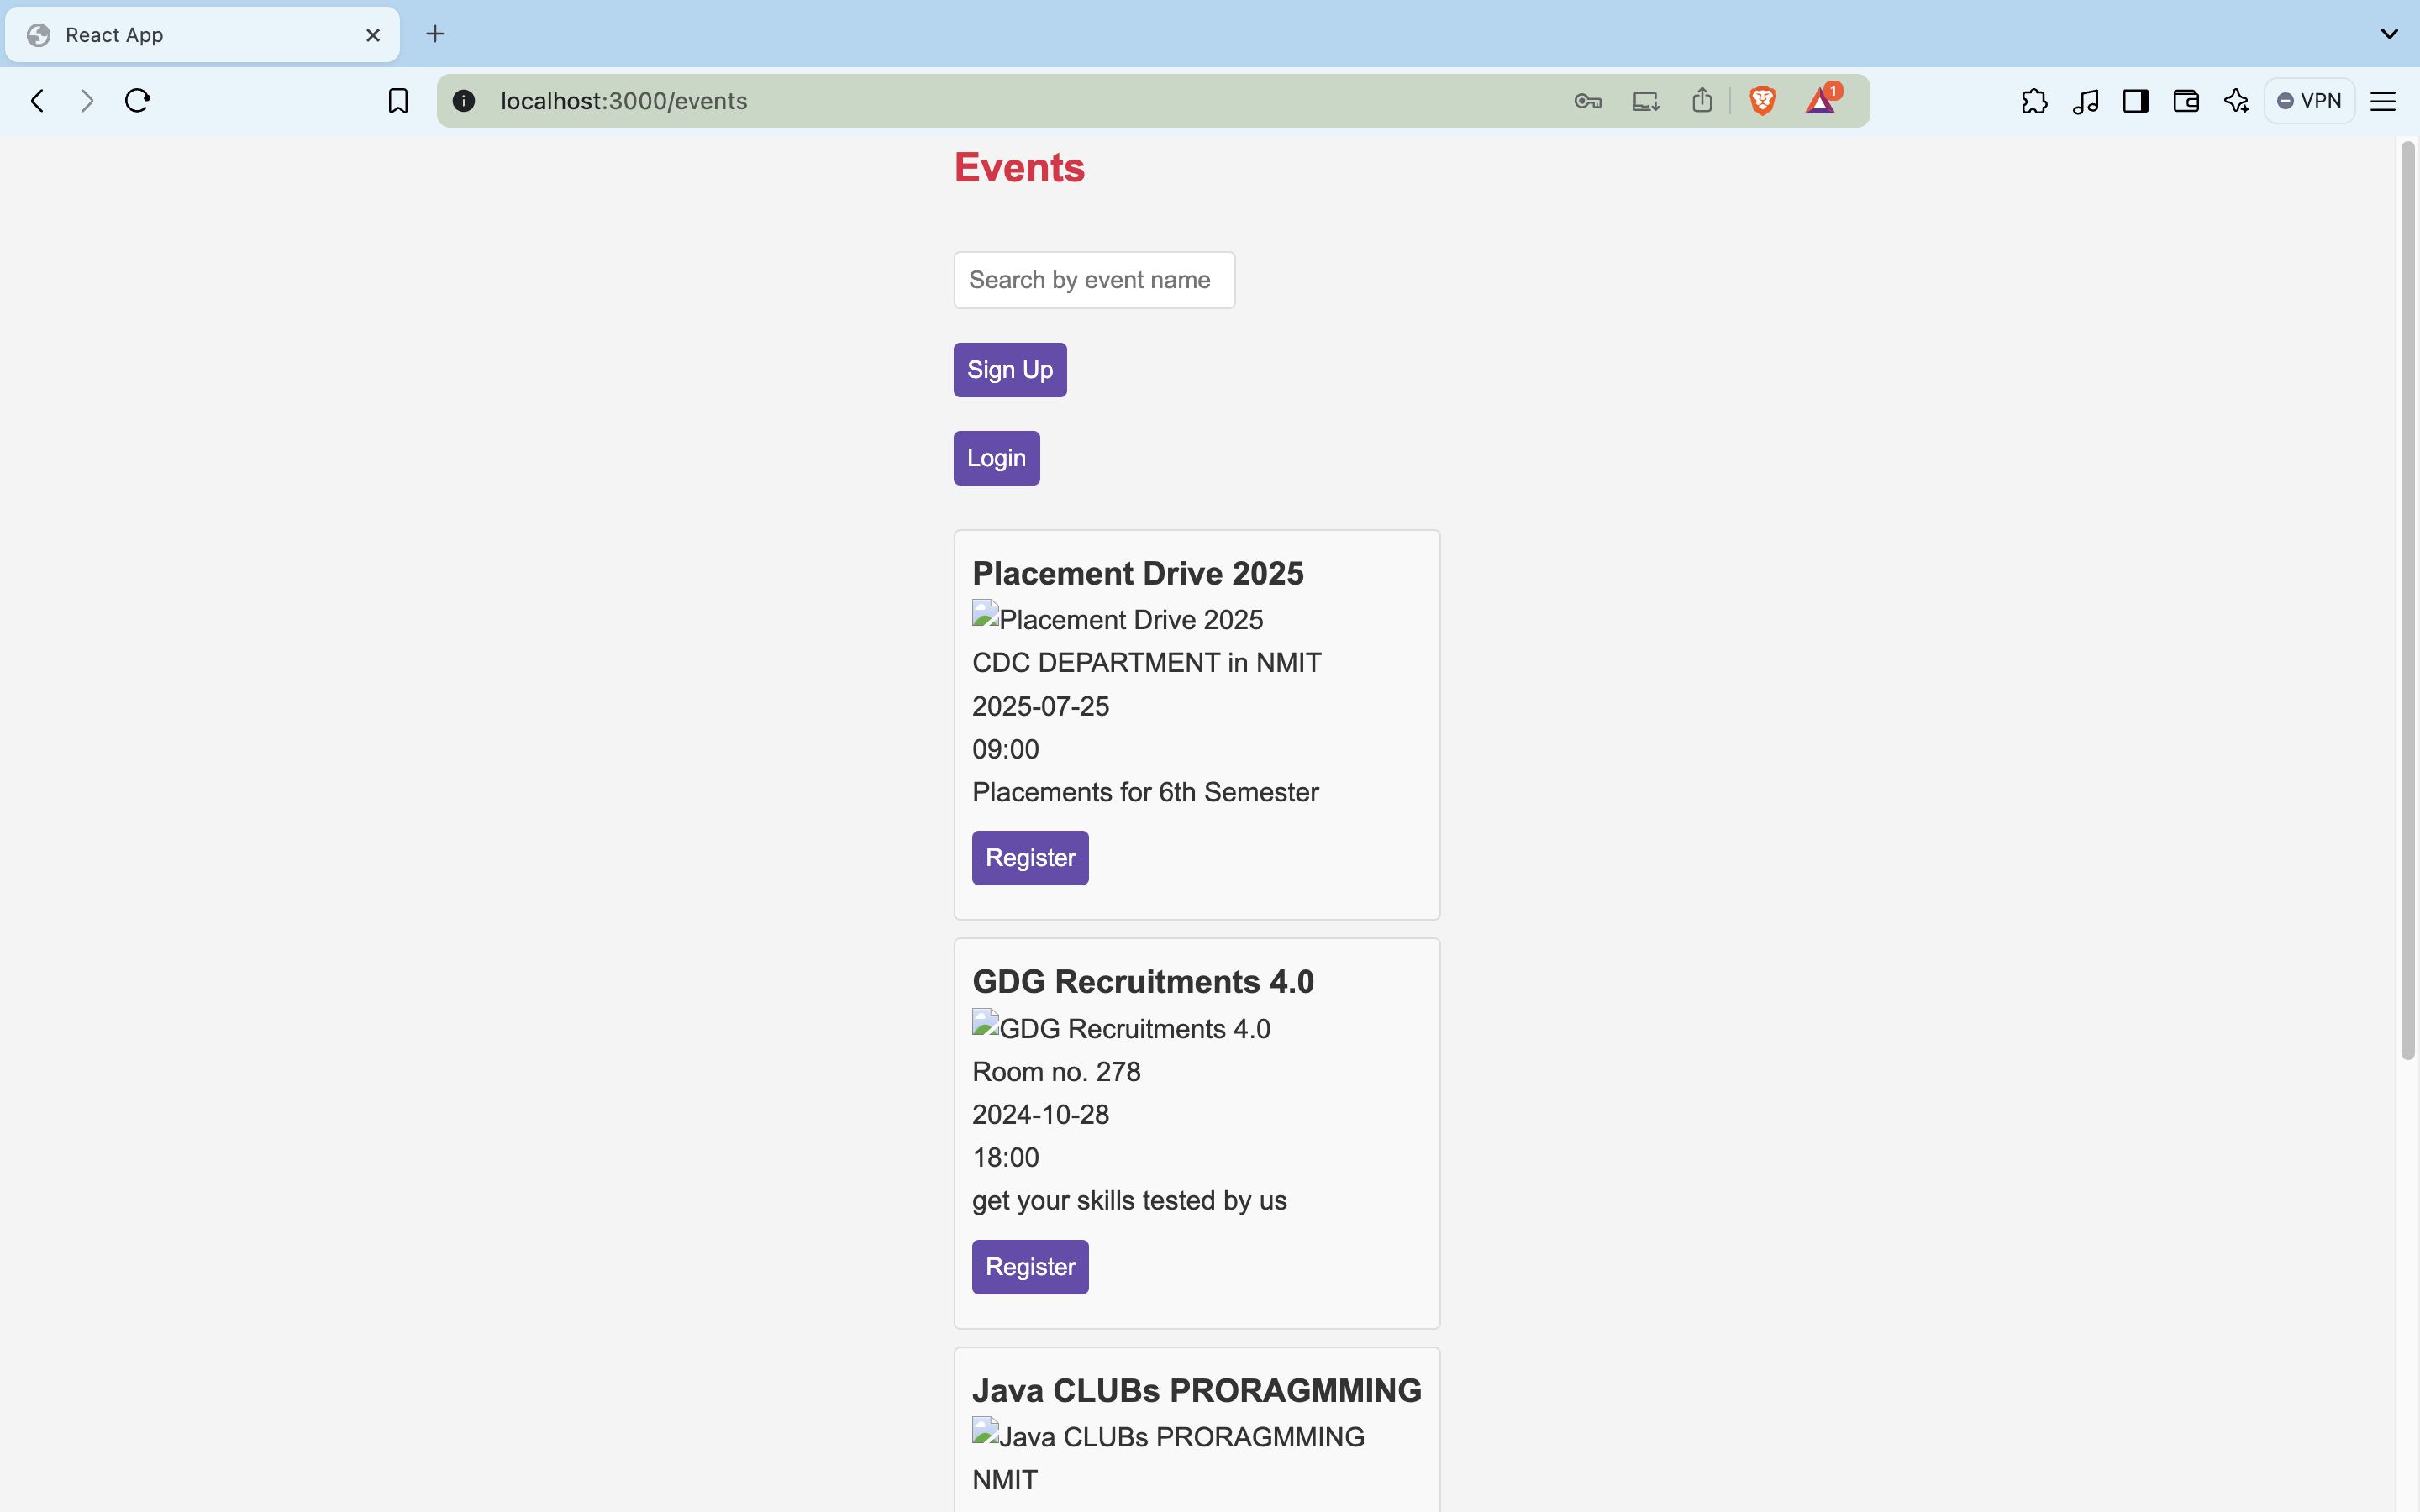 React App
localhost:3000/events
1
VPN
Events
Search by event name
Sign Up
Login
Placement Drive 2025
Placement Drive 2025
CDC DEPARTMENT in NMIT
2025-07-25
09:00
Placements for 6th Semester
Register
GDG Recruitments 4.0
GDG Recruitments 4.0
Room no. 278
2024-10-28
18:00
get your skills tested by us
Register
Java CLUBs PRORAGMMING
Java CLUBs PRORAGMMING
NMIT